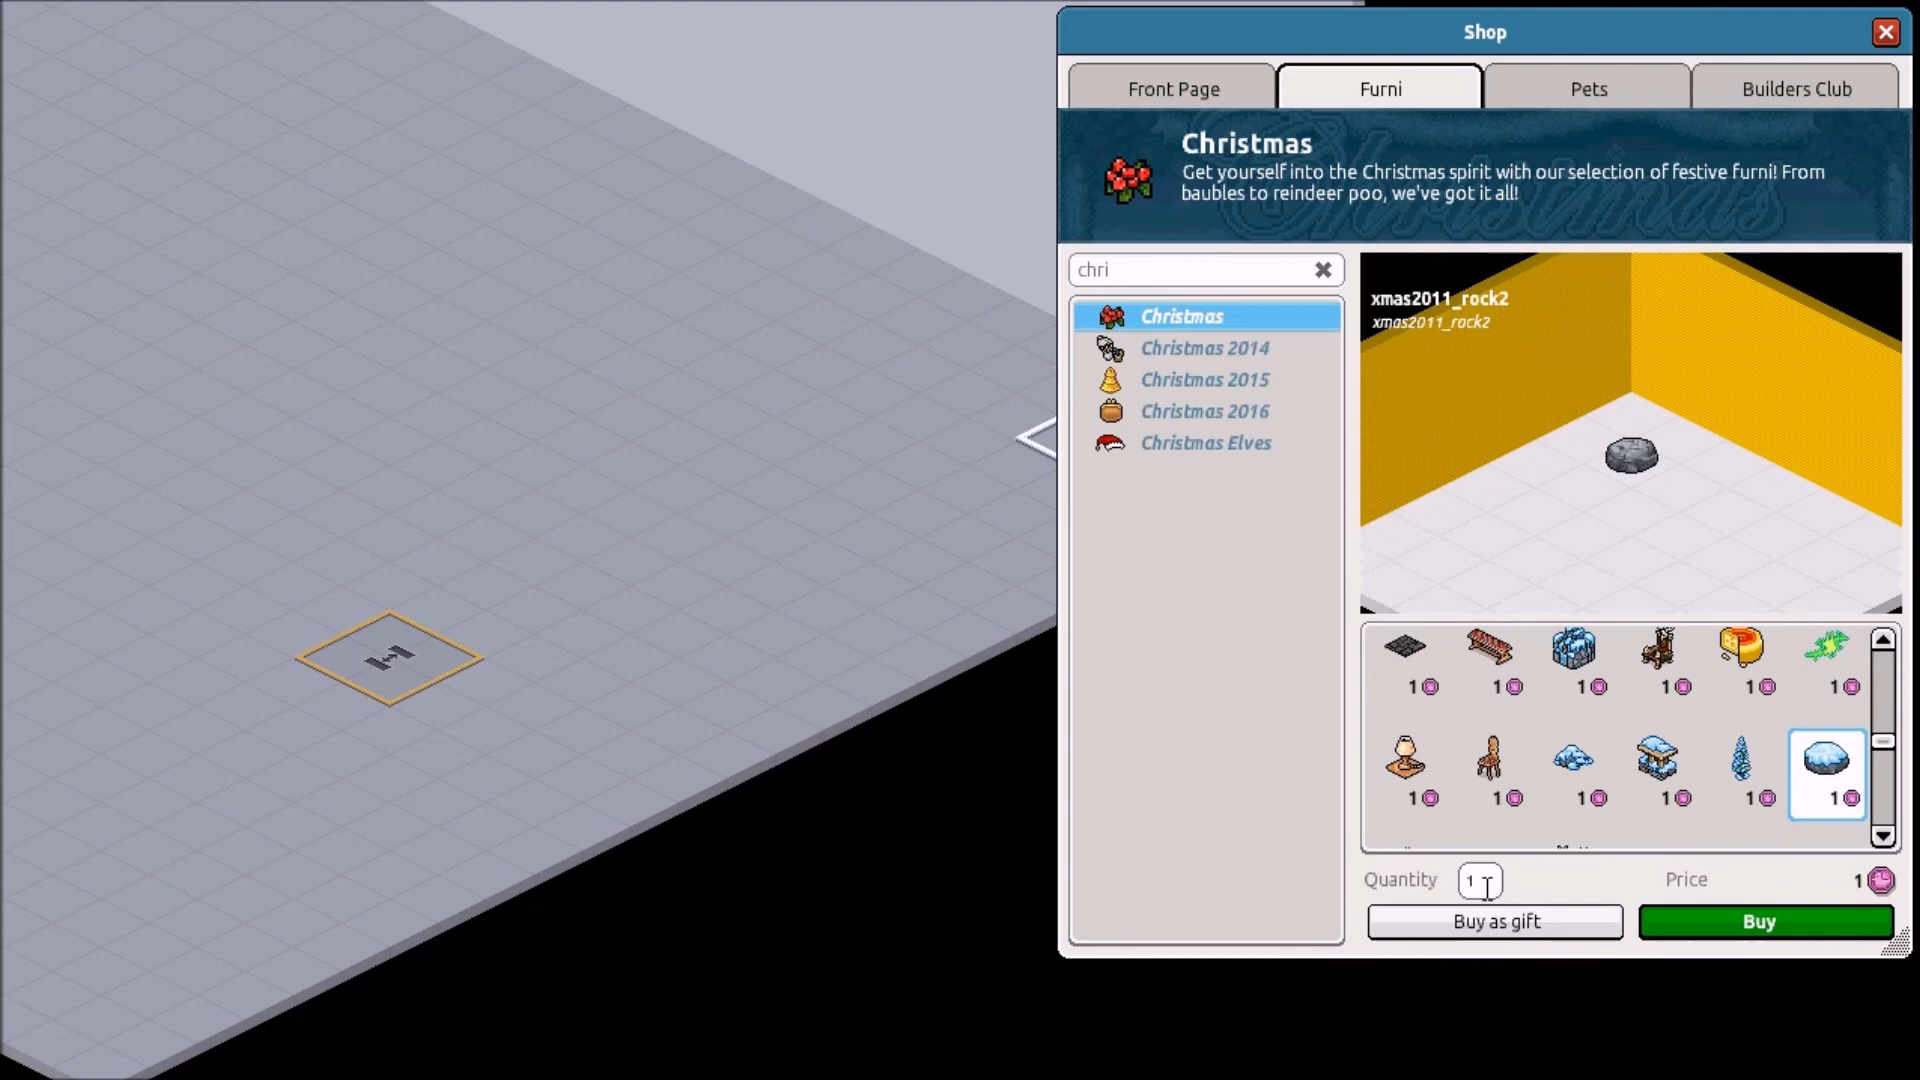 Shop
Front Page
Furni
Pets
Builders Club
Christmas
Get yourself into the Christmas spirit with our selection of festive furni! From
baubles to reindeer poo, we've got it all!
chri
Christmas
Christmas 2014
Christmas 2015
Christmas 2016
Christmas Elves
xmas2011_rock2
xmas2011_rock2
1 1 1 1 1 1
1 1 1 1 1 1
Quantity 1 Price 1
Buy as gift
Buy